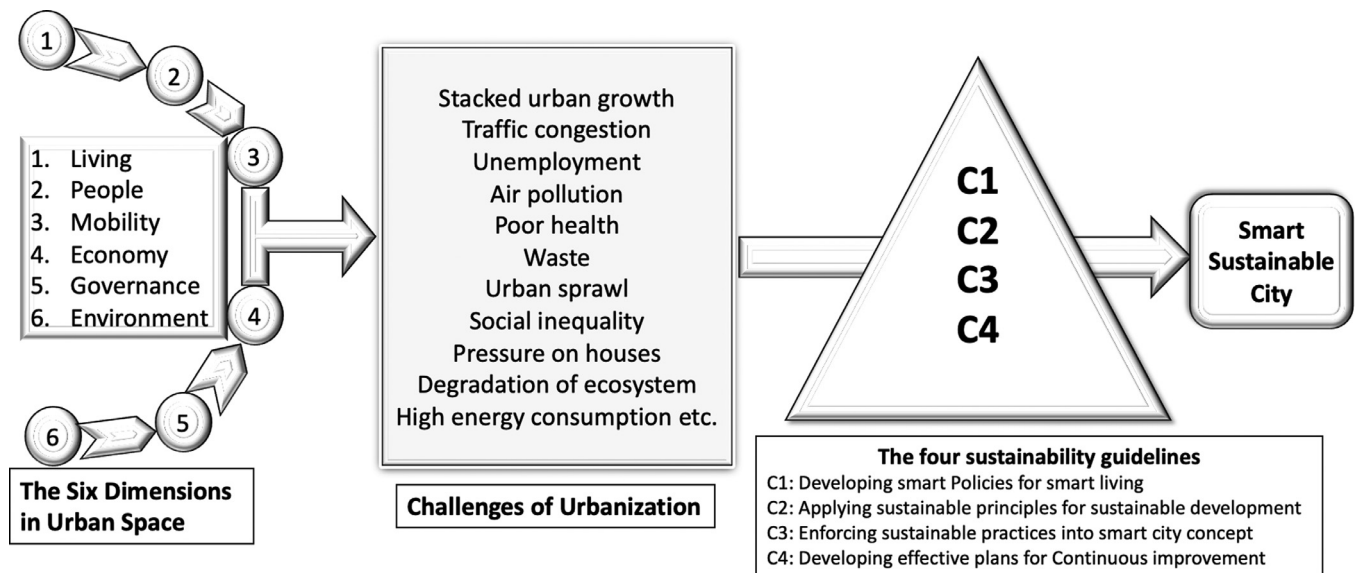 1
2
3
1. Living
2. People
3. Mobility
4. Economy
5. Governance
6. Environment
4
5
6
The Six Dimensions
in Urban Space
Stacked urban growth
Traffic congestion
Unemployment
Air pollution
Poor health
Waste
Urban sprawl
Social inequality
Pressure on houses
Degradation of ecosystem
High energy consumption etc.
Challenges of Urbanization
C1
C2
C3
C4
The four sustainability guidelines
C1: Developing smart Policies for smart living
C2: Applying sustainable principles for sustainable development
C3: Enforcing sustainable practices into smart city concept
C4: Developing effective plans for Continuous improvement
Smart
Sustainable
City